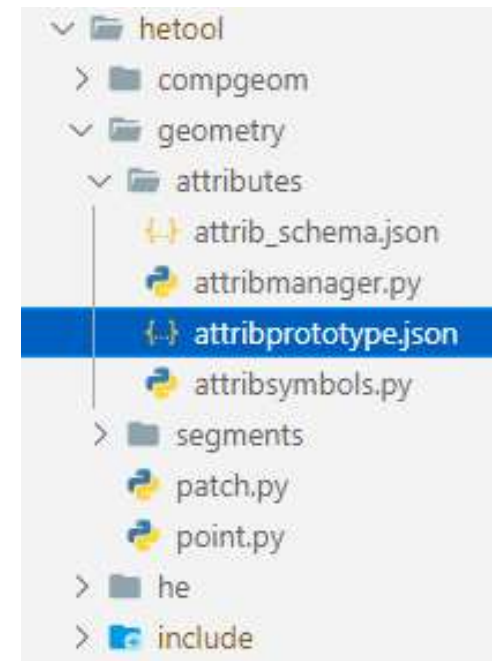 hetool
compgeom
geometry
attributes
attrib_schema.json
attribmanager.py
attribprototype.json
attribsymbols.py
segments
patch.py
point.py
he
include